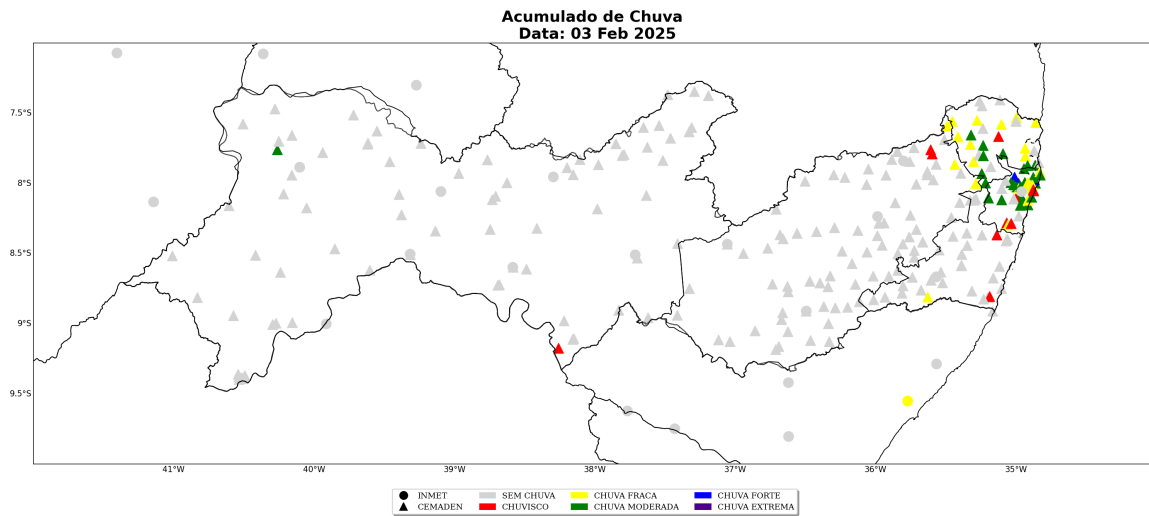 Acumulado de Chuva
Data: 03 Feb 2025
7.5°S
8°S
8.5°S
9°S
9.5°S
41°W 40°W 39°W 38°W 37°W 36°W 35°W
INMET SEM CHUVA CHUVA FRACA CHUVA FORTE
CEMADEN CHUVISCO CHUVA MODERADA CHUVA EXTREMA